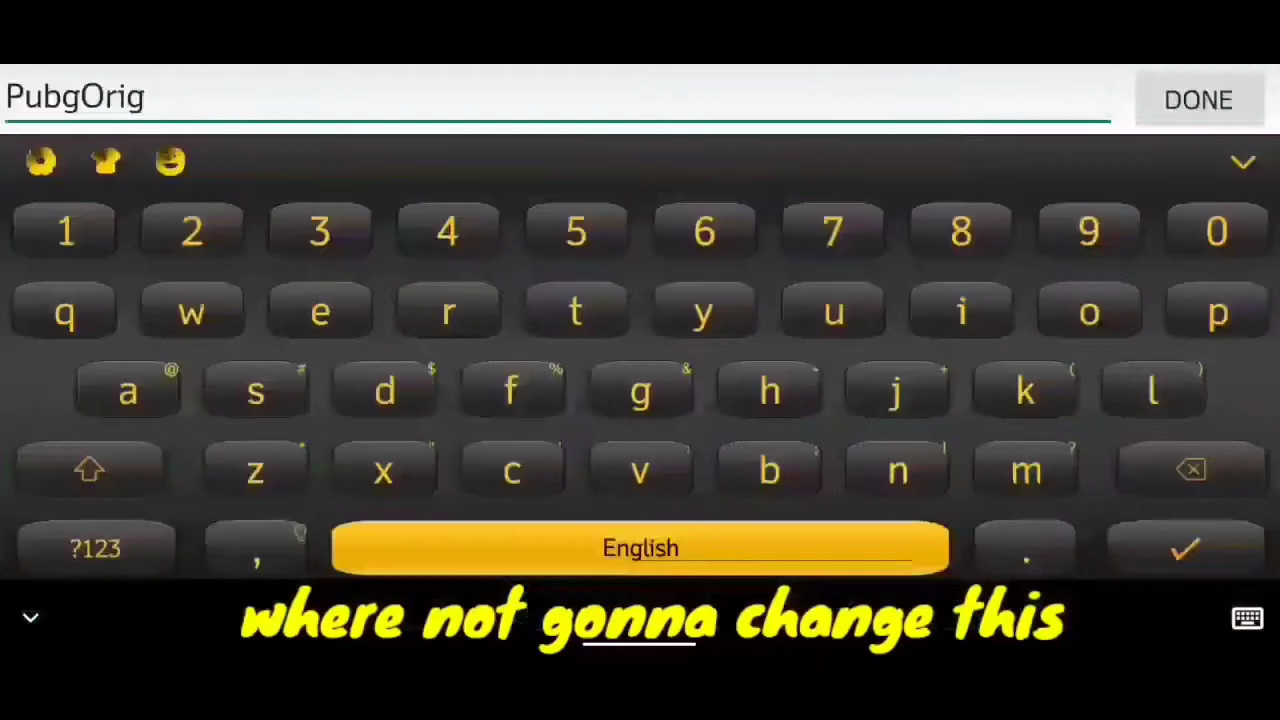 PubgOrig
DONE
1 2 3 4 5 6 7 8 9 0
q w e r t y u i o p
@ # $ % & - + ( )
a s d f g h j k l
* " ' : ; ! ?
z x c v b n m
?123 , English .
where not gonna change this